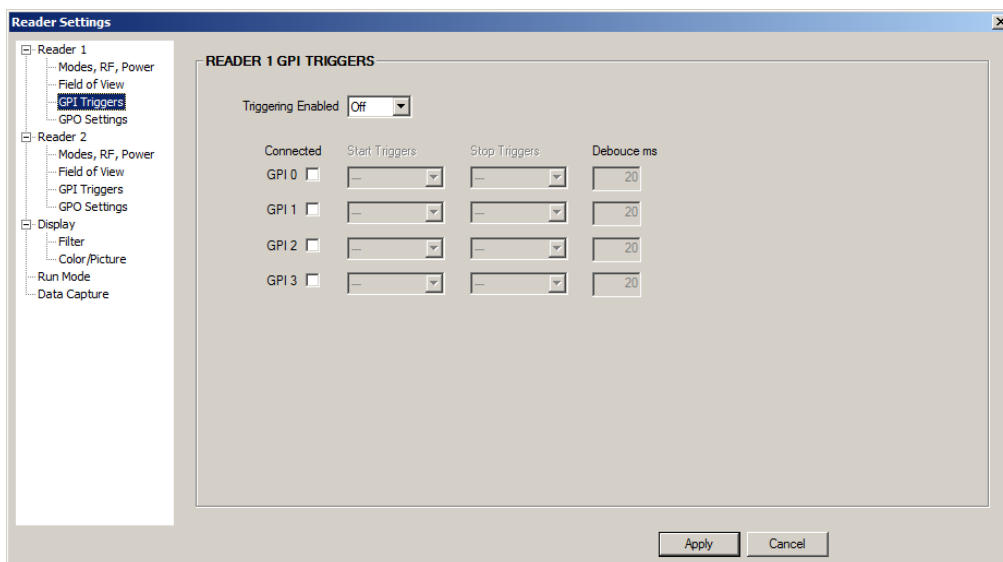 Reader Settings
Reader 1
Modes, RF, Power
Field of View
GPI Triggers
GPO Settings
Reader 2
Modes, RF, Power
Field of View
GPI Triggers
GPO Settings
Display
Filter
Color/Picture
Run Mode
Data Capture
READER 1 GPI TRIGGERS
Triggering Enabled Off
Connected Start Triggers Stop Triggers Debouce ms
GPI 0 --- --- 20
GPI 1 --- --- 20
GPI 2 --- --- 20
GPI 3 --- --- 20
Apply Cancel